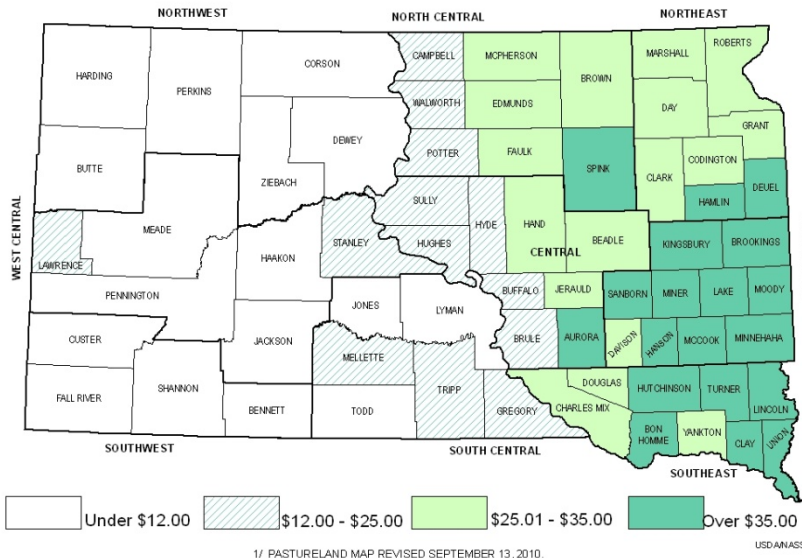 NORTHWEST
NORTH CENTRAL
NORTHEAST
HARDING
PERKINS
CORSON
CAMPBELL
MCPHERSON
BROWN
MARSHALL
ROBERTS
WALWORTH
EDMUNDS
DAY
DEWEY
GRANT
BUTTE
ZIEBACH
POTTER
FAULK
SPINK
CLARK
CODINGTON
DEUEL
HAMLIN
WEST CENTRAL
LAWRENCE
MEADE
SULLY
STANLEY
HUGHES
HYDE
HAND
CENTRAL
BEADLE
KINGSBURY
BROOKINGS
HAAKON
PENNINGTON
JONES
LYMAN
BUFFALO
JERAULD
SANBORN
MINER
LAKE
MOODY
CUSTER
JACKSON
MELLETTE
BRULE
AURORA
DAVISON
HANSON
MCCOOK
MINNEHAHA
FALL RIVER
SHANNON
BENNETT
TODD
TRIPP
GREGORY
DOUGLAS
CHARLES MIX
HUTCHINSON
TURNER
LINCOLN
BON
HOMME
YANKTON
CLAY
UNION
SOUTHWEST
SOUTH CENTRAL
SOUTHEAST
Under $12.00
$12.00 - $25.00
$25.01 - $35.00
Over $35.00
USDA/NASS
1/ PASTURELAND MAP REVISED SEPTEMBER 13, 2010.